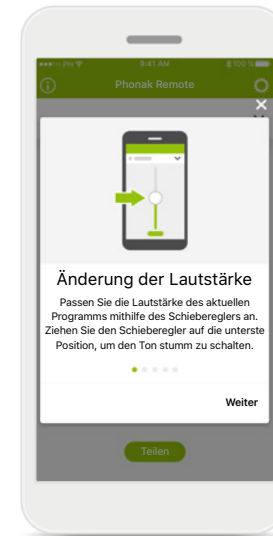 9:41 AM
100 %
Phonak Remote
Änderung der Lautstärke
Passen Sie die Lautstärke des aktuellen
Programms mithilfe des Schiebereglers an.
Ziehen Sie den Schieberegler auf die unterste
Position, um den Ton stumm zu schalten.
Weiter
Teilen